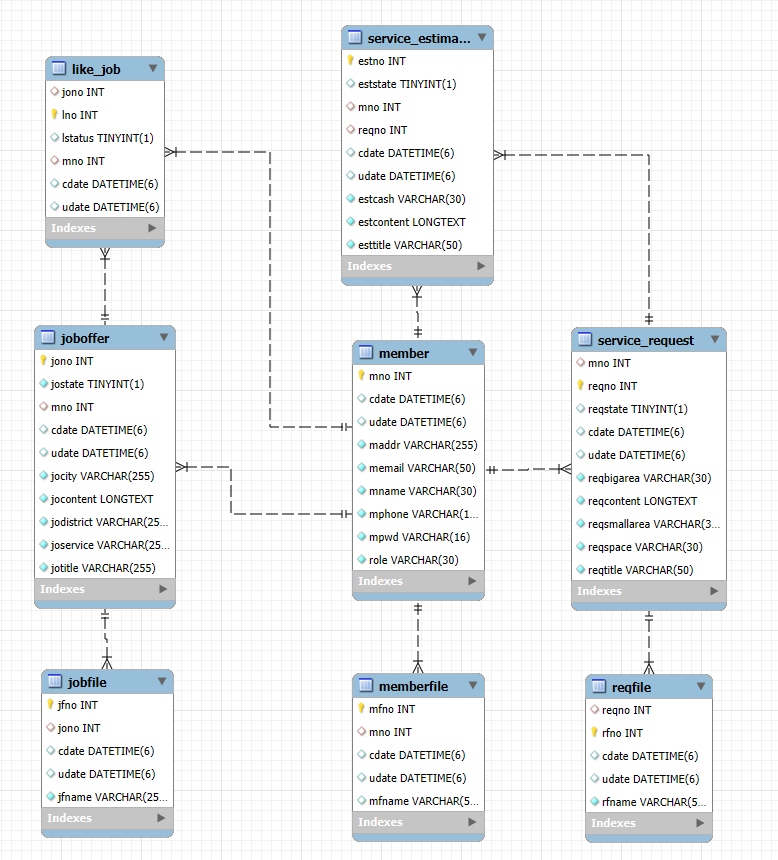 service_estima...
estno INT
eststate TINYINT(1)
mno INT
reqno INT
cdate DATETIME(6)
udate DATETIME(6)
estcash VARCHAR(30)
estcontent LONGTEXT
esttitle VARCHAR(50)
Indexes
like_job
jono INT
lno INT
lstatus TINYINT(1)
mno INT
cdate DATETIME(6)
udate DATETIME(6)
Indexes
joboffer
jono INT
jostate TINYINT(1)
mno INT
cdate DATETIME(6)
udate DATETIME(6)
jocity VARCHAR(255)
jocontent LONGTEXT
jodistrict VARCHAR(25...
joservice VARCHAR(25...
jotitle VARCHAR(255)
Indexes
member
mno INT
cdate DATETIME(6)
udate DATETIME(6)
maddr VARCHAR(255)
memail VARCHAR(50)
mname VARCHAR(30)
mphone VARCHAR(1...
mpwd VARCHAR(16)
role VARCHAR(30)
Indexes
service_request
mno INT
reqno INT
reqstate TINYINT(1)
cdate DATETIME(6)
udate DATETIME(6)
reqbigarea VARCHAR(30)
reqcontent LONGTEXT
reqsmallarea VARCHAR(3...
reqspace VARCHAR(30)
reqtitle VARCHAR(50)
Indexes
jobfile
jfno INT
jono INT
cdate DATETIME(6)
udate DATETIME(6)
jfname VARCHAR(25...
Indexes
memberfile
mfno INT
mno INT
cdate DATETIME(6)
udate DATETIME(6)
mfname VARCHAR(5...
Indexes
reqfile
reqno INT
rfno INT
cdate DATETIME(6)
udate DATETIME(6)
rfname VARCHAR(5...
Indexes